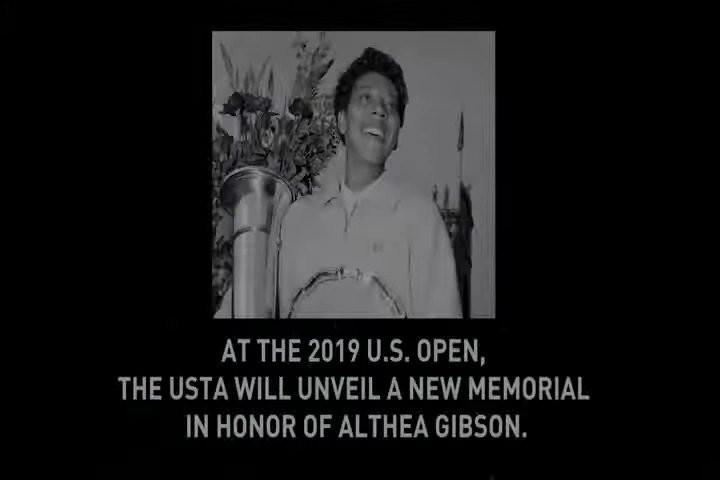 AT THE 2019 U.S. OPEN,
THE USTA WILL UNVEIL A NEW MEMORIAL
IN HONOR OF ALTHEA GIBSON.